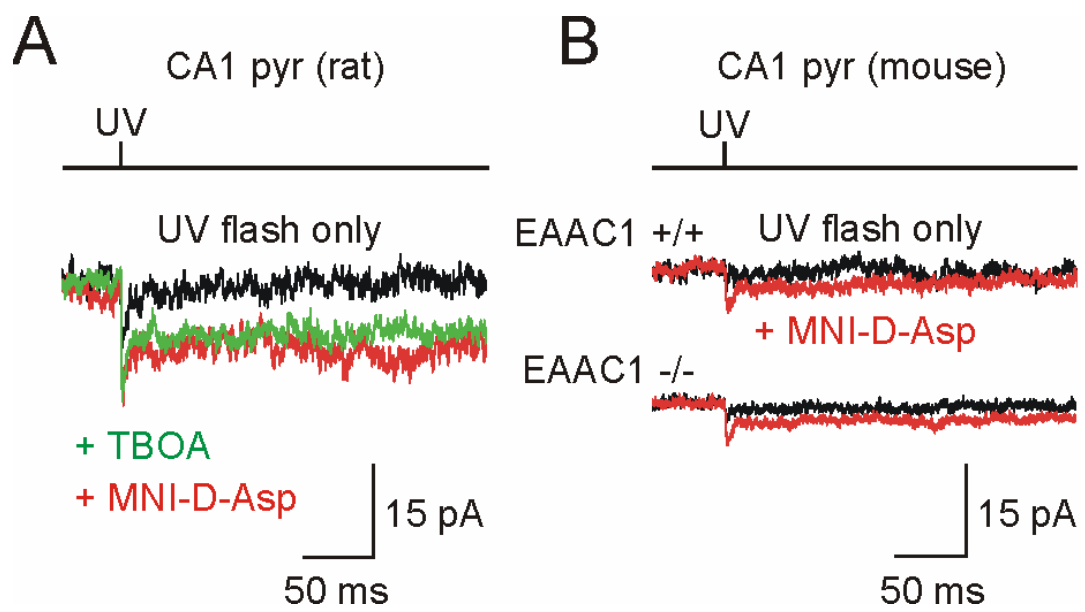 A
CA1 pyr (rat)
UV
UV flash only
+ TBOA
+ MNI-D-Asp
15 pA
50 ms
B
CA1 pyr (mouse)
UV
EAAC1 +/+
UV flash only
+ MNI-D-Asp
EAAC1 -/-
15 pA
50 ms